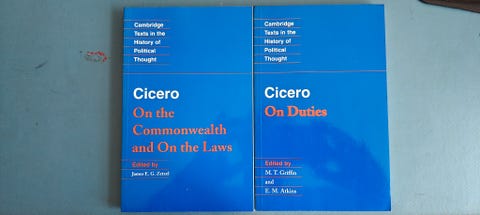 Cambridge
Texts in the
History of
Political
Thought
Cicero
On the
Commonwealth
and On the Laws
Edited by
James E. G. Zetzel
Cambridge
Texts in the
History of
Political
Thought
Cicero
On Duties
Edited by
M. T. Griffin
and
E. M. Atkins